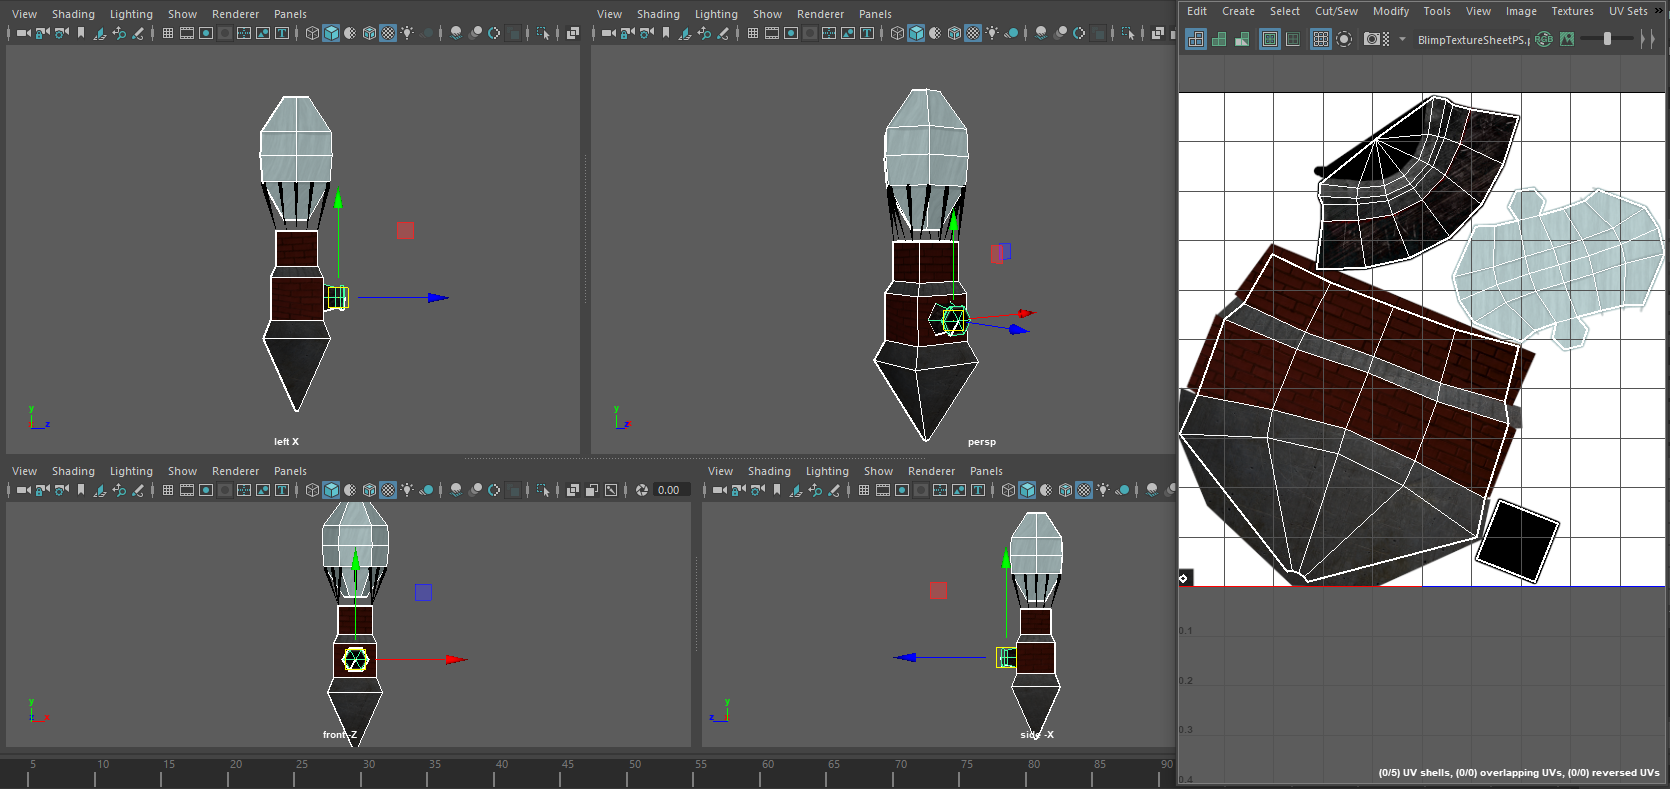 View Shading Lighting Show Renderer Panels
View Shading Lighting Show Renderer Panels
Edit Create Select Cut/Sew Modify Tools View Image Textures UV Sets »
BlimpTextureSheetPS.p
RGB
y
z
left X
y
z
persp
View Shading Lighting Show Renderer Panels
0.00
View Shading Lighting Show Renderer Panels
y
z x
front -Z
y
z
side -X
0.1
0.2
0.3
0.4
(0/5) UV shells, (0/0) overlapping UVs, (0/0) reversed UVs
5 10 15 20 25 30 35 40 45 50 55 60 65 70 75 80 85 90